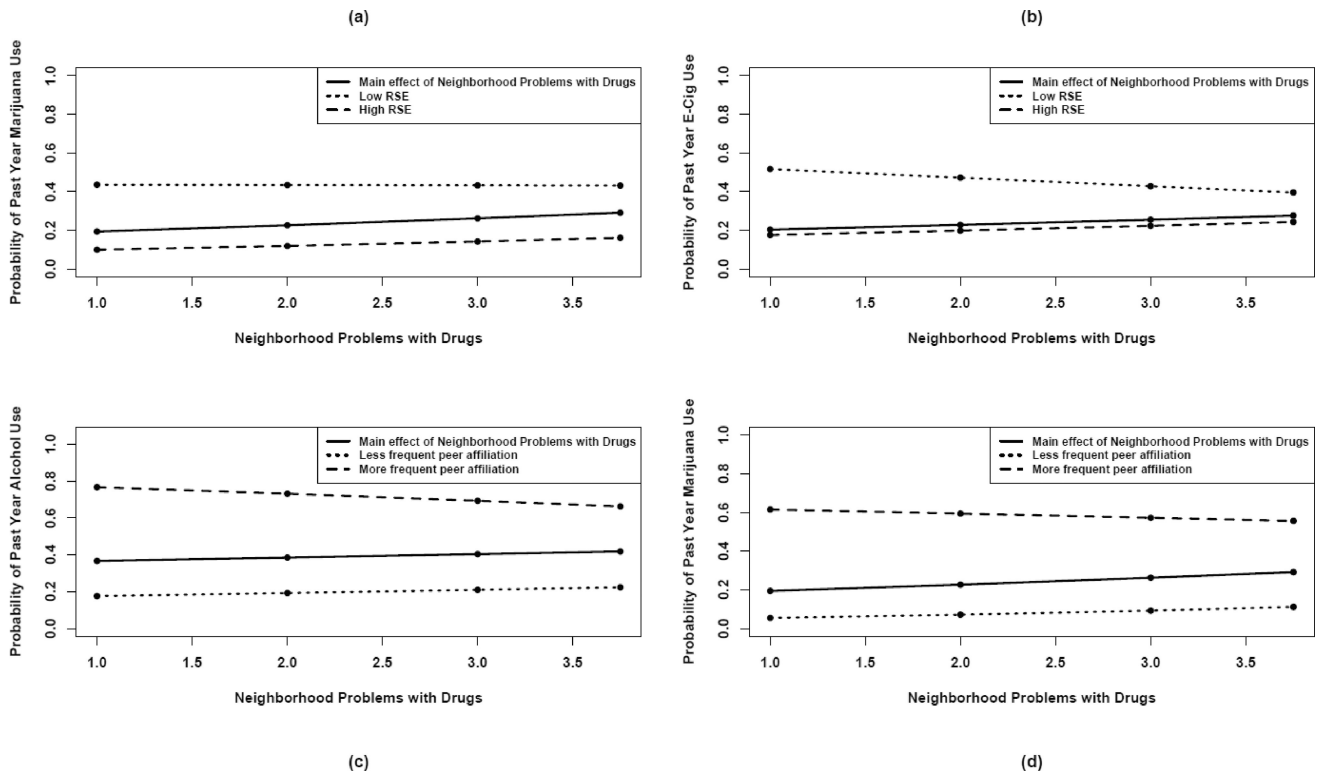 (a)
Probability of Past Year Marijuana Use
1.0
0.8
0.6
0.4
0.2
0.0
Main effect of Neighborhood Problems with Drugs
Low RSE
High RSE
1.0 1.5 2.0 2.5 3.0 3.5
Neighborhood Problems with Drugs
(b)
Probability of Past Year E-Cig Use
1.0
0.8
0.6
0.4
0.2
0.0
Main effect of Neighborhood Problems with Drugs
Low RSE
High RSE
1.0 1.5 2.0 2.5 3.0 3.5
Neighborhood Problems with Drugs
Probability of Past Year Alcohol Use
1.0
0.8
0.6
0.4
0.2
0.0
Main effect of Neighborhood Problems with Drugs
Less frequent peer affiliation
More frequent peer affiliation
1.0 1.5 2.0 2.5 3.0 3.5
Neighborhood Problems with Drugs
(c)
Probability of Past Year Marijuana Use
1.0
0.8
0.6
0.4
0.2
0.0
Main effect of Neighborhood Problems with Drugs
Less frequent peer affiliation
More frequent peer affiliation
1.0 1.5 2.0 2.5 3.0 3.5
Neighborhood Problems with Drugs
(d)